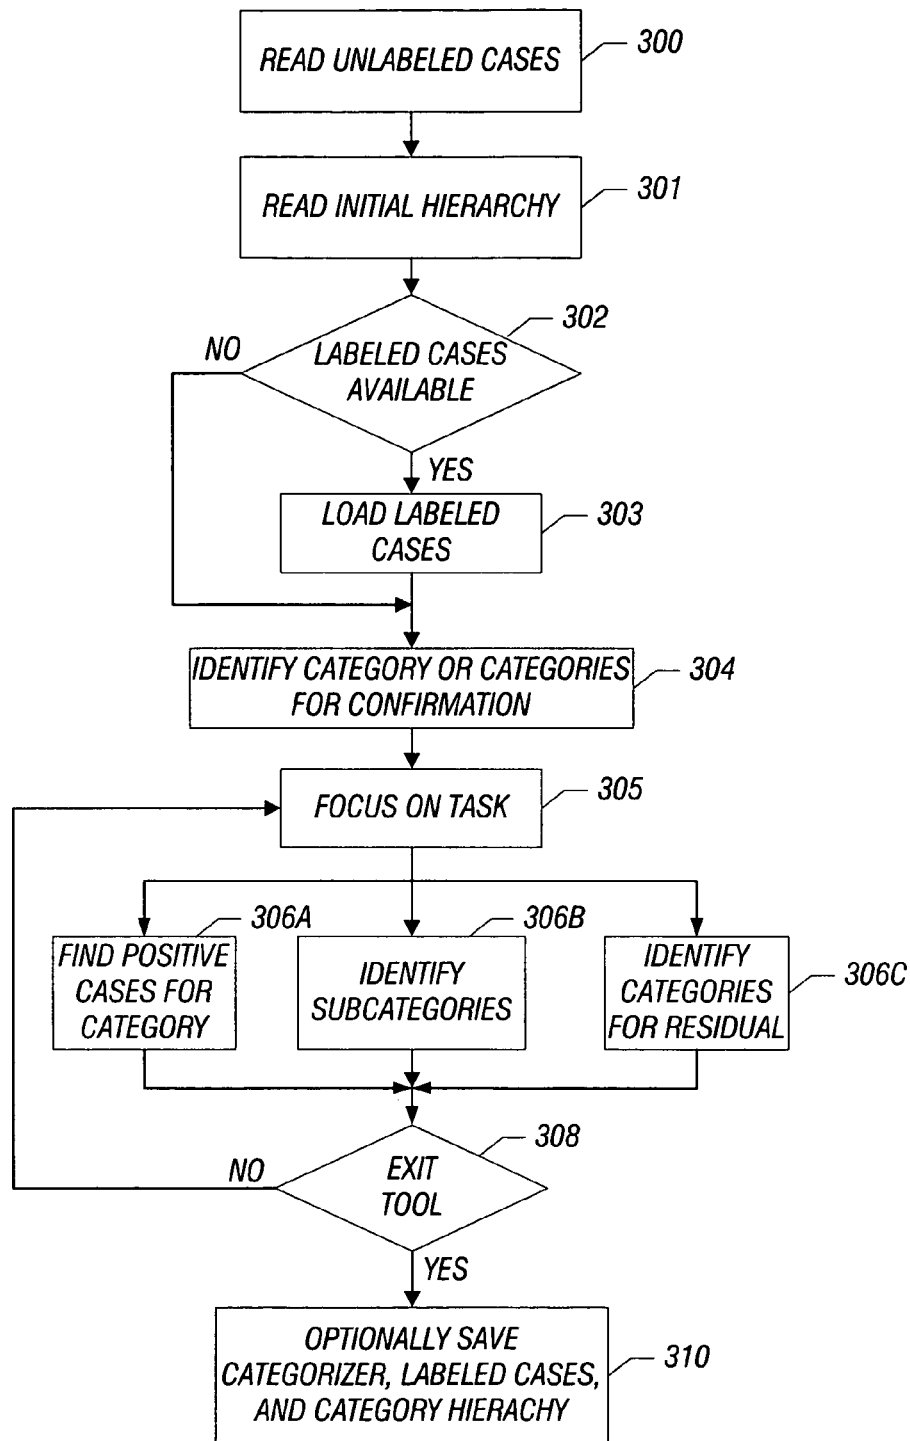 READ UNLABELED CASES
300
READ INITIAL HIERARCHY
301
302
NO
LABELED CASES
AVAILABLE
YES
LOAD LABELED
CASES
303
IDENTIFY CATEGORY OR CATEGORIES
FOR CONFIRMATION
304
FOCUS ON TASK
305
306A
FIND POSITIVE
CASES FOR
CATEGORY
306B
IDENTIFY
SUBCATEGORIES
IDENTIFY
CATEGORIES
FOR RESIDUAL
306C
308
NO
EXIT
TOOL
YES
OPTIONALLY SAVE
CATEGORIZER, LABELED CASES,
AND CATEGORY HIERACHY
310